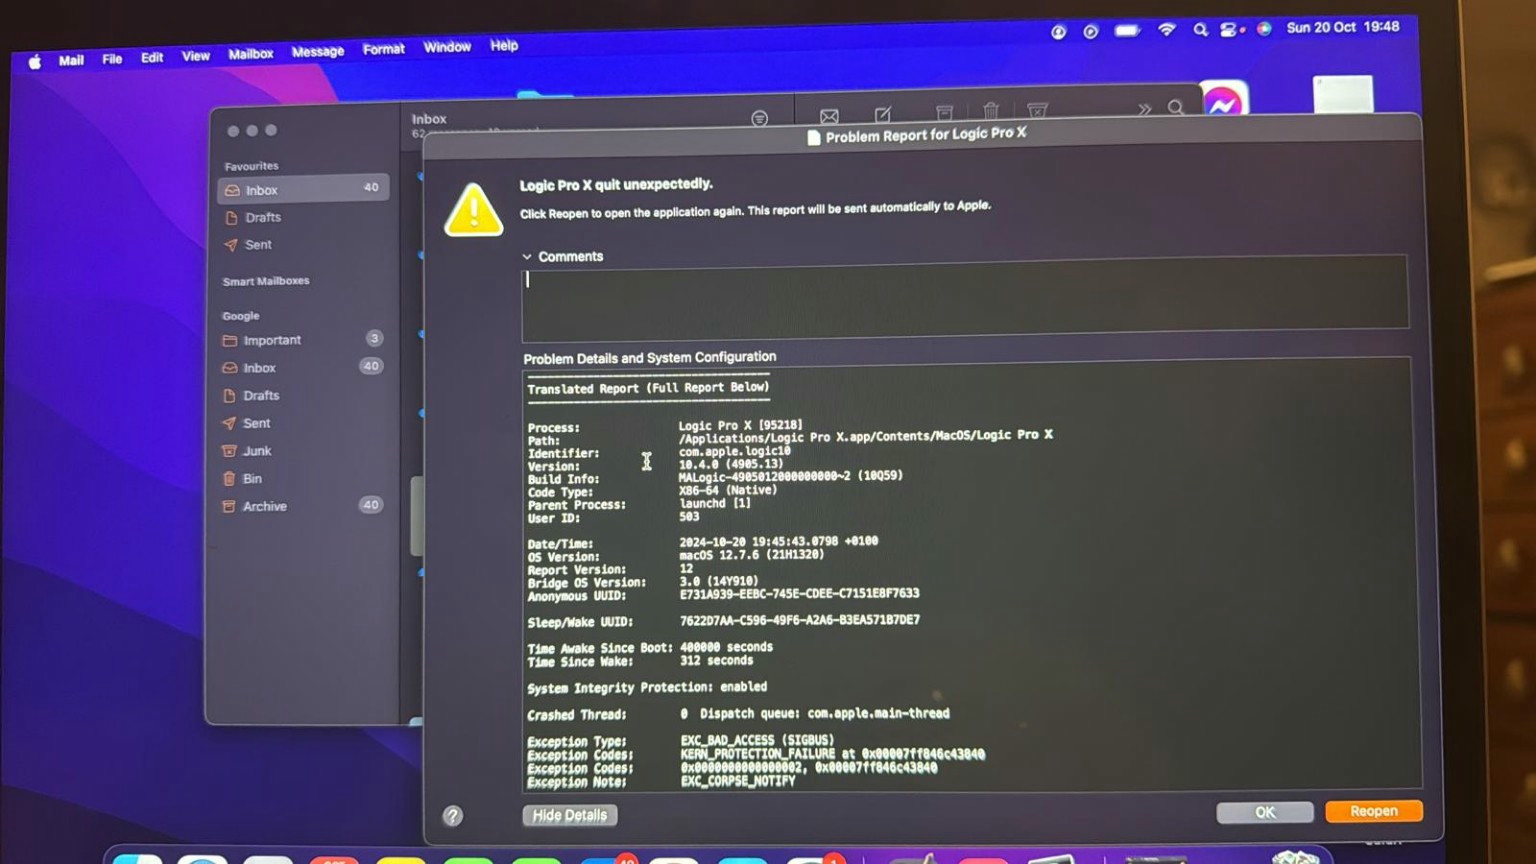 Mail File Edit View Mailbox Message Format Window Help Sun 20 Oct 19:48
Inbox
62
Favourites
Inbox 40
Drafts
Sent
Smart Mailboxes
Google
Important 3
Inbox 40
Drafts
Sent
Junk
Bin
Archive 40
Problem Report for Logic Pro X
Logic Pro X quit unexpectedly.
Click Reopen to open the application again. This report will be sent automatically to Apple.
Comments
Problem Details and System Configuration
Translated Report (Full Report Below)
Process: Logic Pro X [95218]
Path: /Applications/Logic Pro X.app/Contents/MacOS/Logic Pro X
Identifier: com.apple.logic10
Version: 10.4.0 (4905.13)
Build Info: MALogic-4905012000000000~2 (10Q59)
Code Type: X86-64 (Native)
Parent Process: launchd [1]
User ID: 503
Date/Time: 2024-10-20 19:45:43.0798 +0100
OS Version: macOS 12.7.6 (21H1320)
Report Version: 12
Bridge OS Version: 3.0 (14Y910)
Anonymous UUID: E731A939-EEBC-745E-CDEE-C7151E8F7633
Sleep/Wake UUID: 7622D7AA-C596-49F6-A2A6-B3EA571B7DE7
Time Awake Since Boot: 400000 seconds
Time Since Wake: 312 seconds
System Integrity Protection: enabled
Crashed Thread: 0 Dispatch queue: com.apple.main-thread
Exception Type: EXC_BAD_ACCESS (SIGBUS)
Exception Codes: KERN_PROTECTION_FAILURE at 0x00007ff846c43840
Exception Codes: 0x0000000000000002, 0x00007ff846c43840
Exception Note: EXC_CORPSE_NOTIFY
? Hide Details OK Reopen